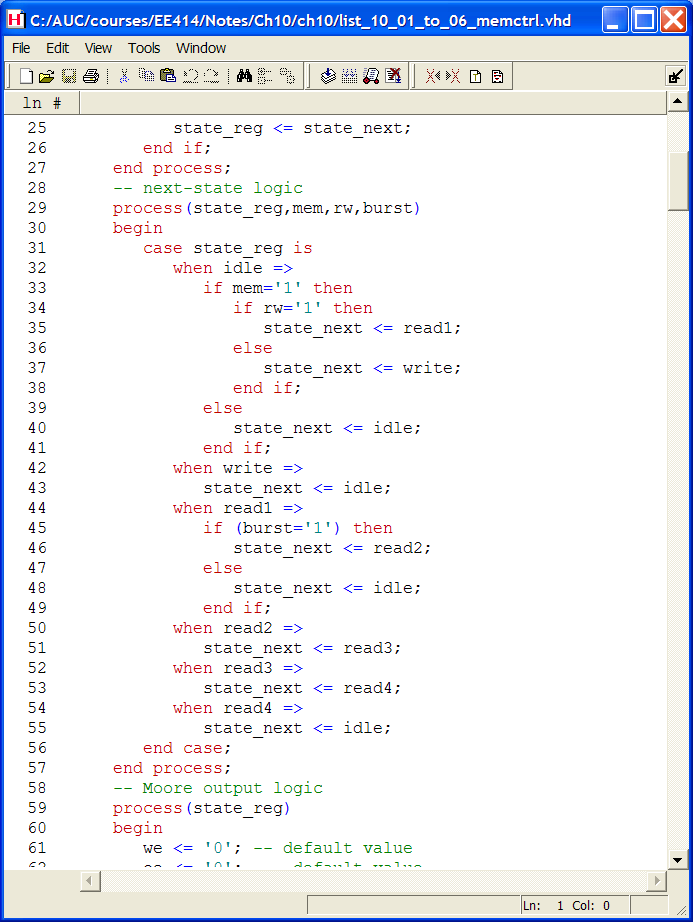 C:/AUC/courses/EE414/Notes/Ch10/ch10/list_10_01_to_06_memctrl.vhd
File Edit View Tools Window
ln #
25 state_reg <= state_next;
26 end if;
27 end process;
28 -- next-state logic
29 process(state_reg,mem,rw,burst)
30 begin
31 case state_reg is
32 when idle =>
33 if mem='1' then
34 if rw='1' then
35 state_next <= read1;
36 else
37 state_next <= write;
38 end if;
39 else
40 state_next <= idle;
41 end if;
42 when write =>
43 state_next <= idle;
44 when read1 =>
45 if (burst='1') then
46 state_next <= read2;
47 else
48 state_next <= idle;
49 end if;
50 when read2 =>
51 state_next <= read3;
52 when read3 =>
53 state_next <= read4;
54 when read4 =>
55 state_next <= idle;
56 end case;
57 end process;
58 -- Moore output logic
59 process(state_reg)
60 begin
61 we <= '0'; -- default value
Ln: 1 Col: 0